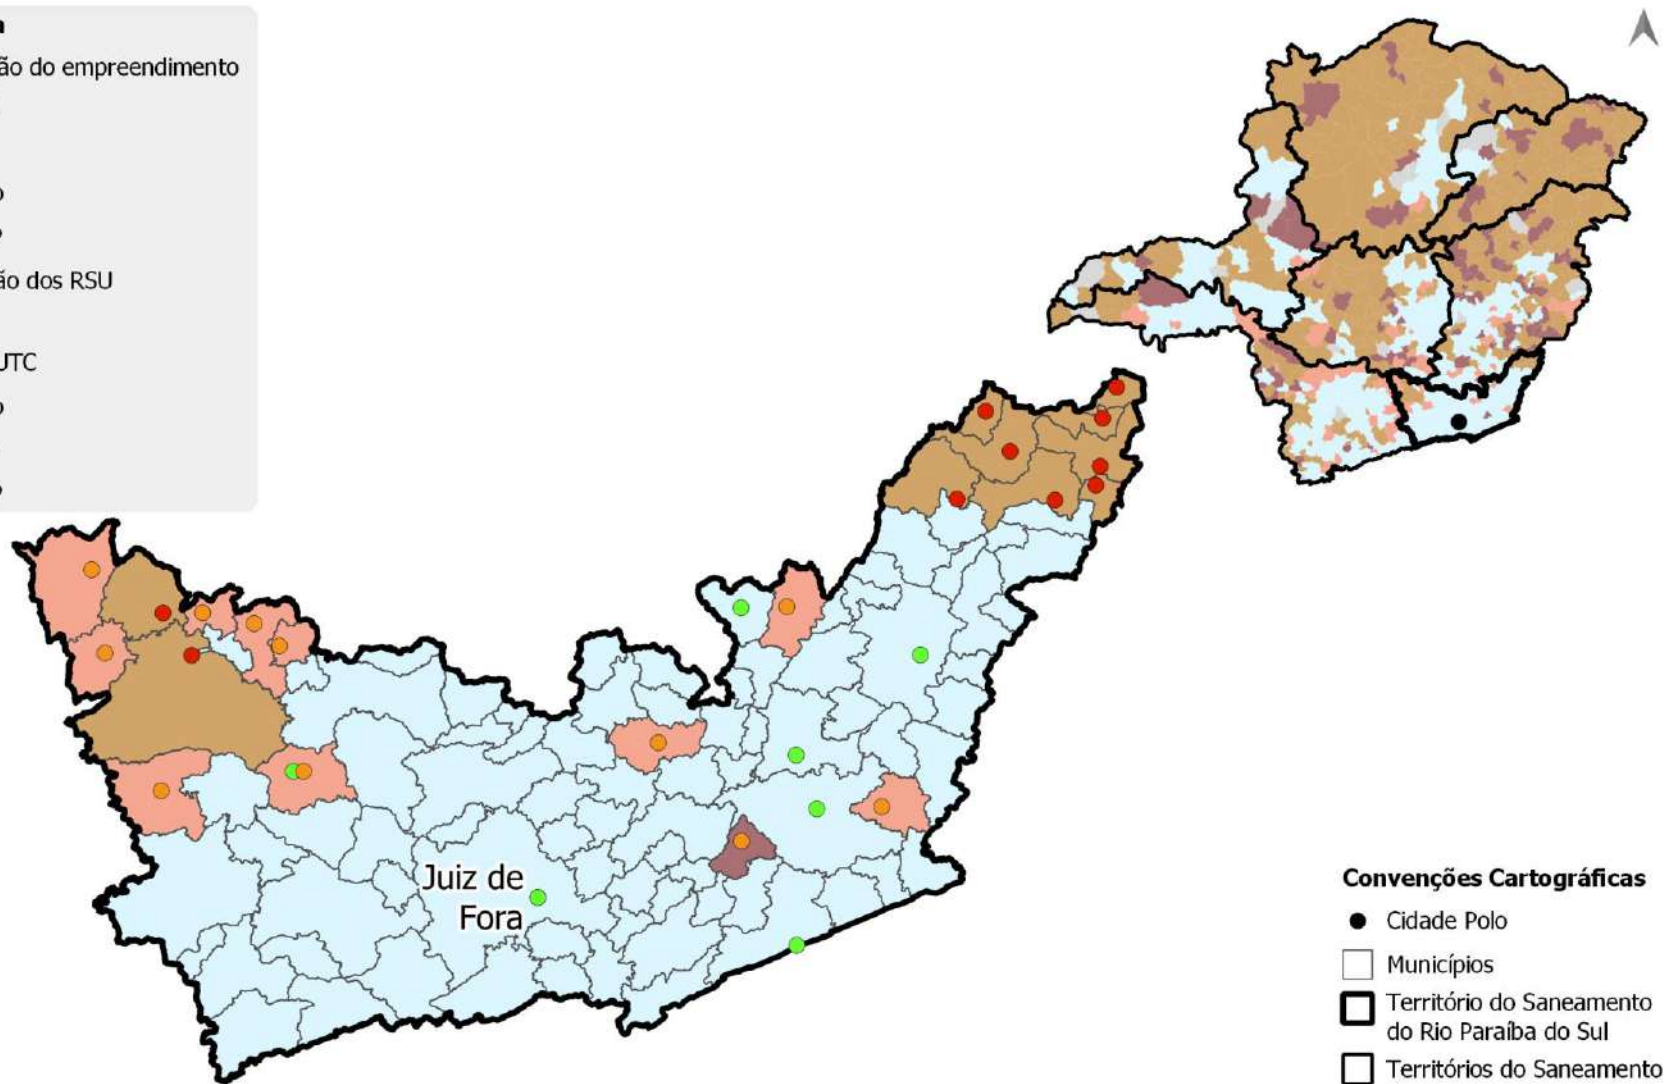 ão do empreendimento
ão dos RSU
UTC
Juiz de
Fora
Convenções Cartográficas
Cidade Polo
Municípios
Território do Saneamento
do Rio Paraíba do Sul
Territórios do Saneamento